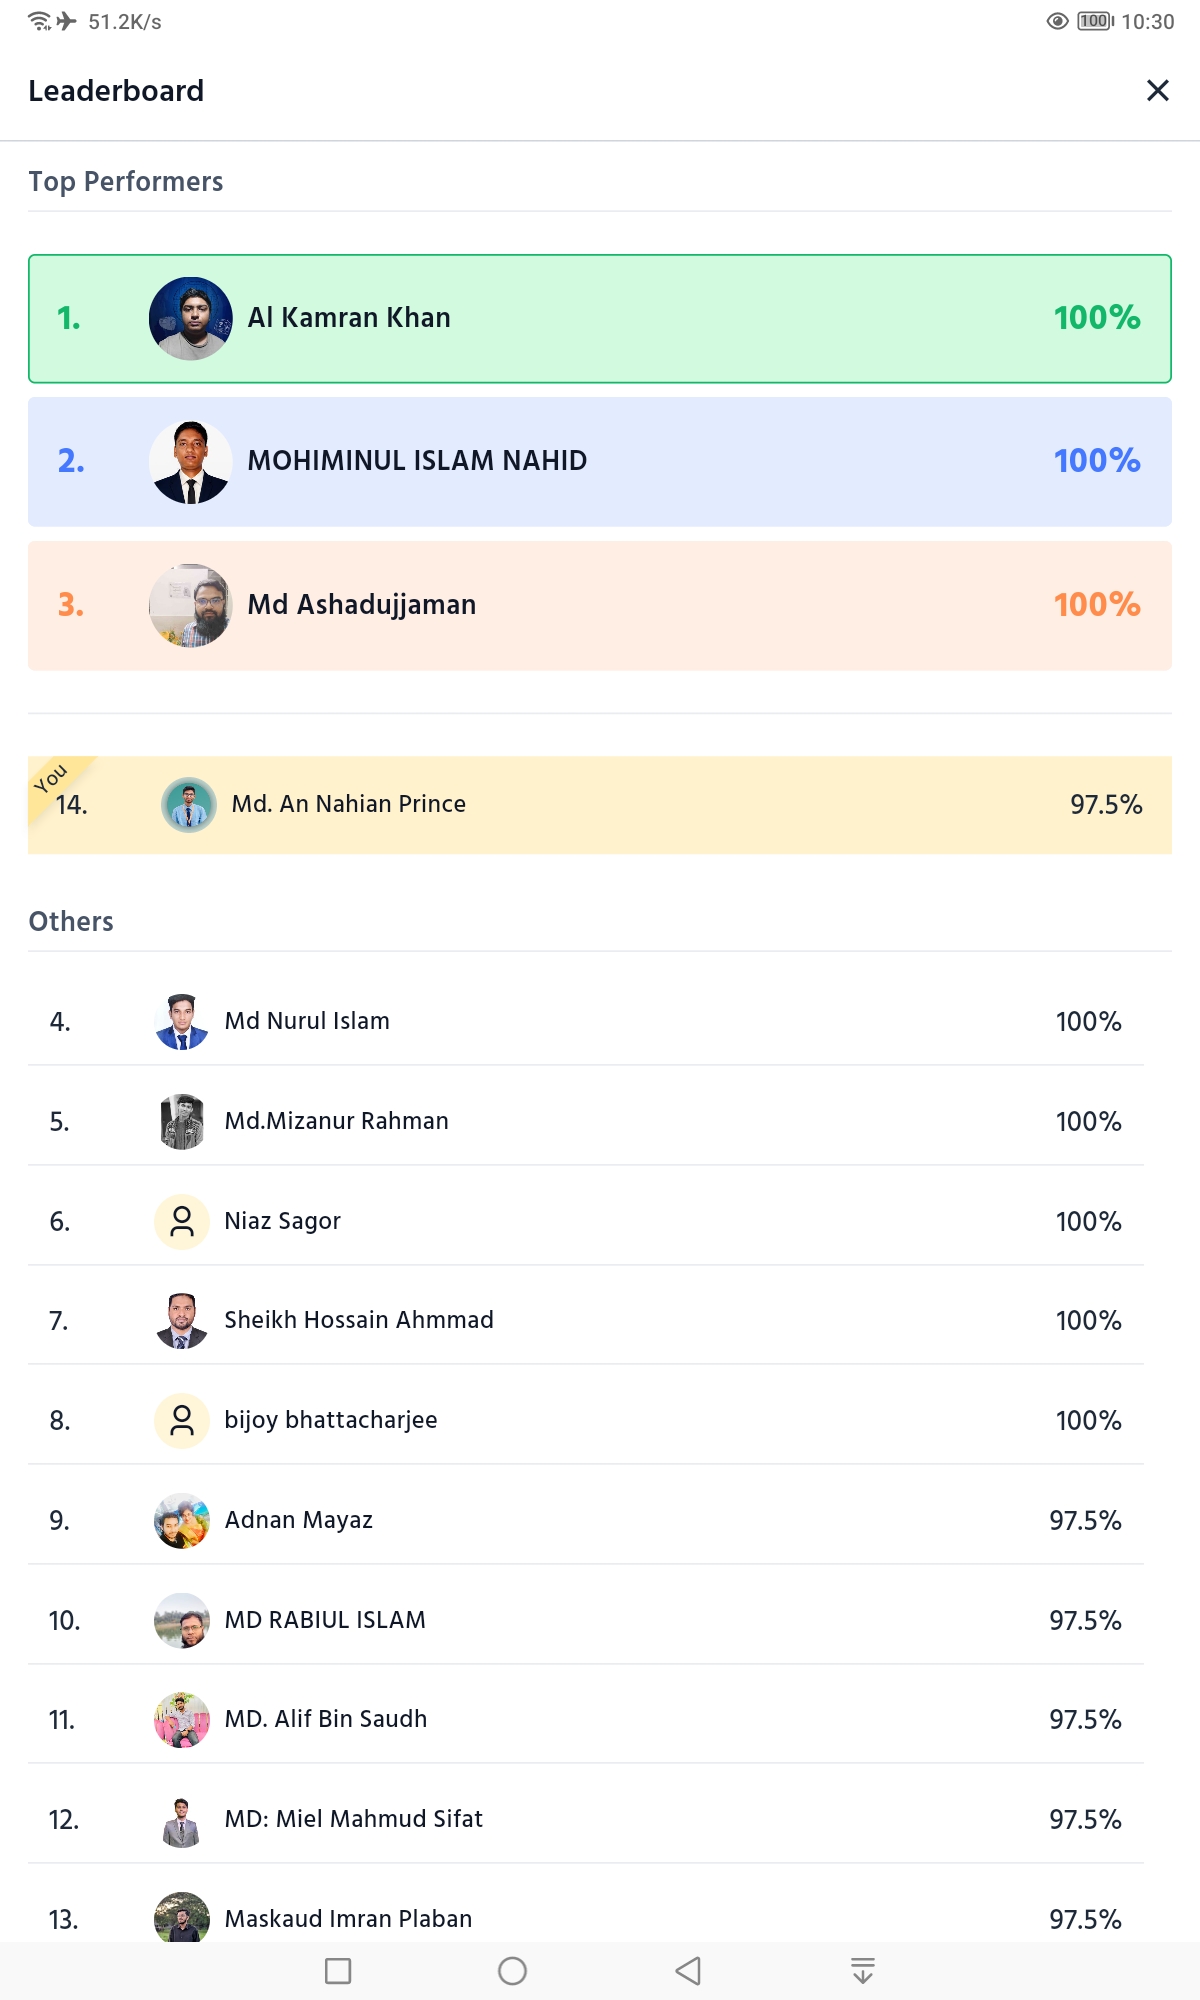 51.2K/s 100 10:30
Leaderboard
Top Performers
1. Al Kamran Khan 100%
2. MOHIMINUL ISLAM NAHID 100%
3. Md Ashadujjaman 100%
You
14. Md. An Nahian Prince 97.5%
Others
4. Md Nurul Islam 100%
5. Md.Mizanur Rahman 100%
6. Niaz Sagor 100%
7. Sheikh Hossain Ahmmad 100%
8. bijoy bhattacharjee 100%
9. Adnan Mayaz 97.5%
10. MD RABIUL ISLAM 97.5%
11. MD. Alif Bin Saudh 97.5%
12. MD: Miel Mahmud Sifat 97.5%
13. Maskaud Imran Plaban 97.5%